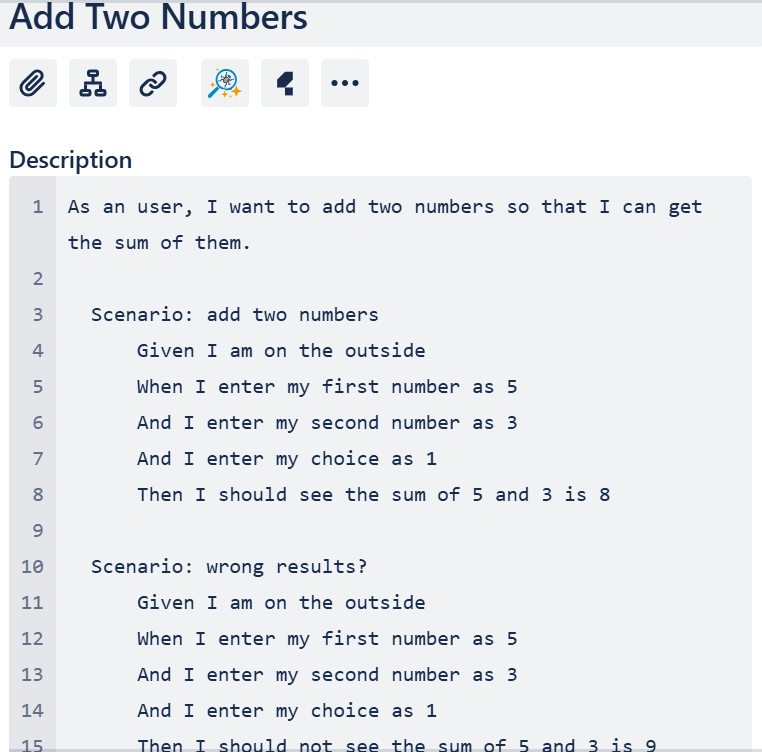 Add Two Numbers
Description
1 As an user, I want to add two numbers so that I can get
the sum of them.
2
3 Scenario: add two numbers
4 Given I am on the outside
5 When I enter my first number as 5
6 And I enter my second number as 3
7 And I enter my choice as 1
8 Then I should see the sum of 5 and 3 is 8
9
10 Scenario: wrong results?
11 Given I am on the outside
12 When I enter my first number as 5
13 And I enter my second number as 3
14 And I enter my choice as 1
15 Then I should not see the sum of 5 and 3 is 9